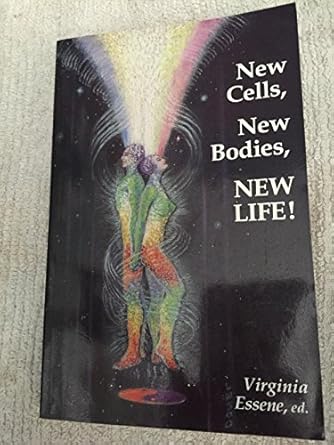 New
Cells,
New
Bodies,
NEW
LIFE!
Virginia
Essene, ed.